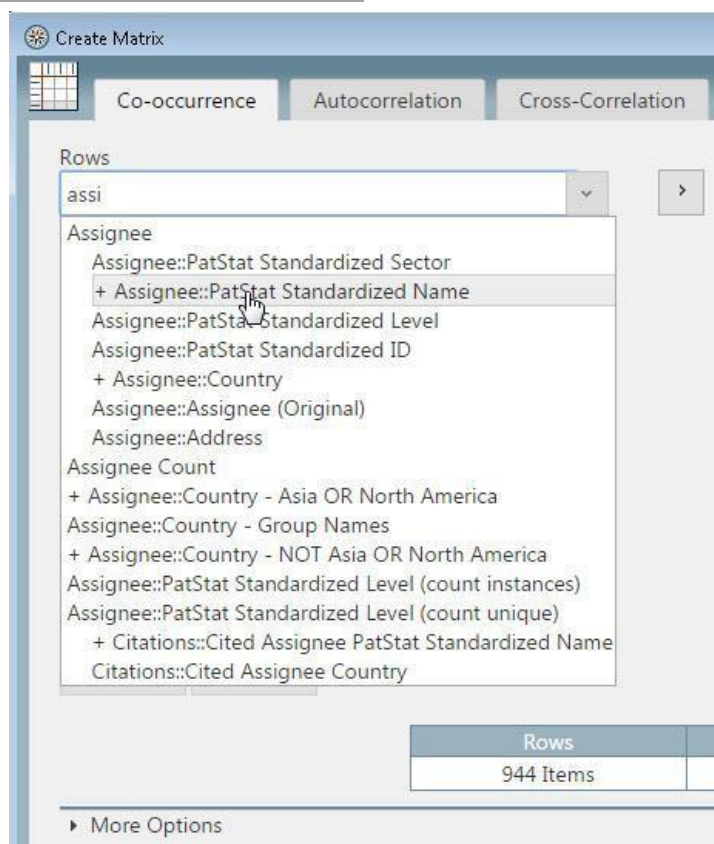 Create Matrix
Co-occurrence Autocorrelation Cross-Correlation
Rows
assi
Assignee
Assignee::PatStat Standardized Sector
+ Assignee::PatStat Standardized Name
Assignee::PatStat Standardized Level
Assignee::PatStat Standardized ID
+ Assignee::Country
Assignee::Assignee (Original)
Assignee::Address
Assignee Count
+ Assignee::Country - Asia OR North America
Assignee::Country - Group Names
+ Assignee::Country - NOT Asia OR North America
Assignee::PatStat Standardized Level (count instances)
Assignee::PatStat Standardized Level (count unique)
+ Citations::Cited Assignee PatStat Standardized Name
Citations::Cited Assignee Country
Rows
944 Items
More Options